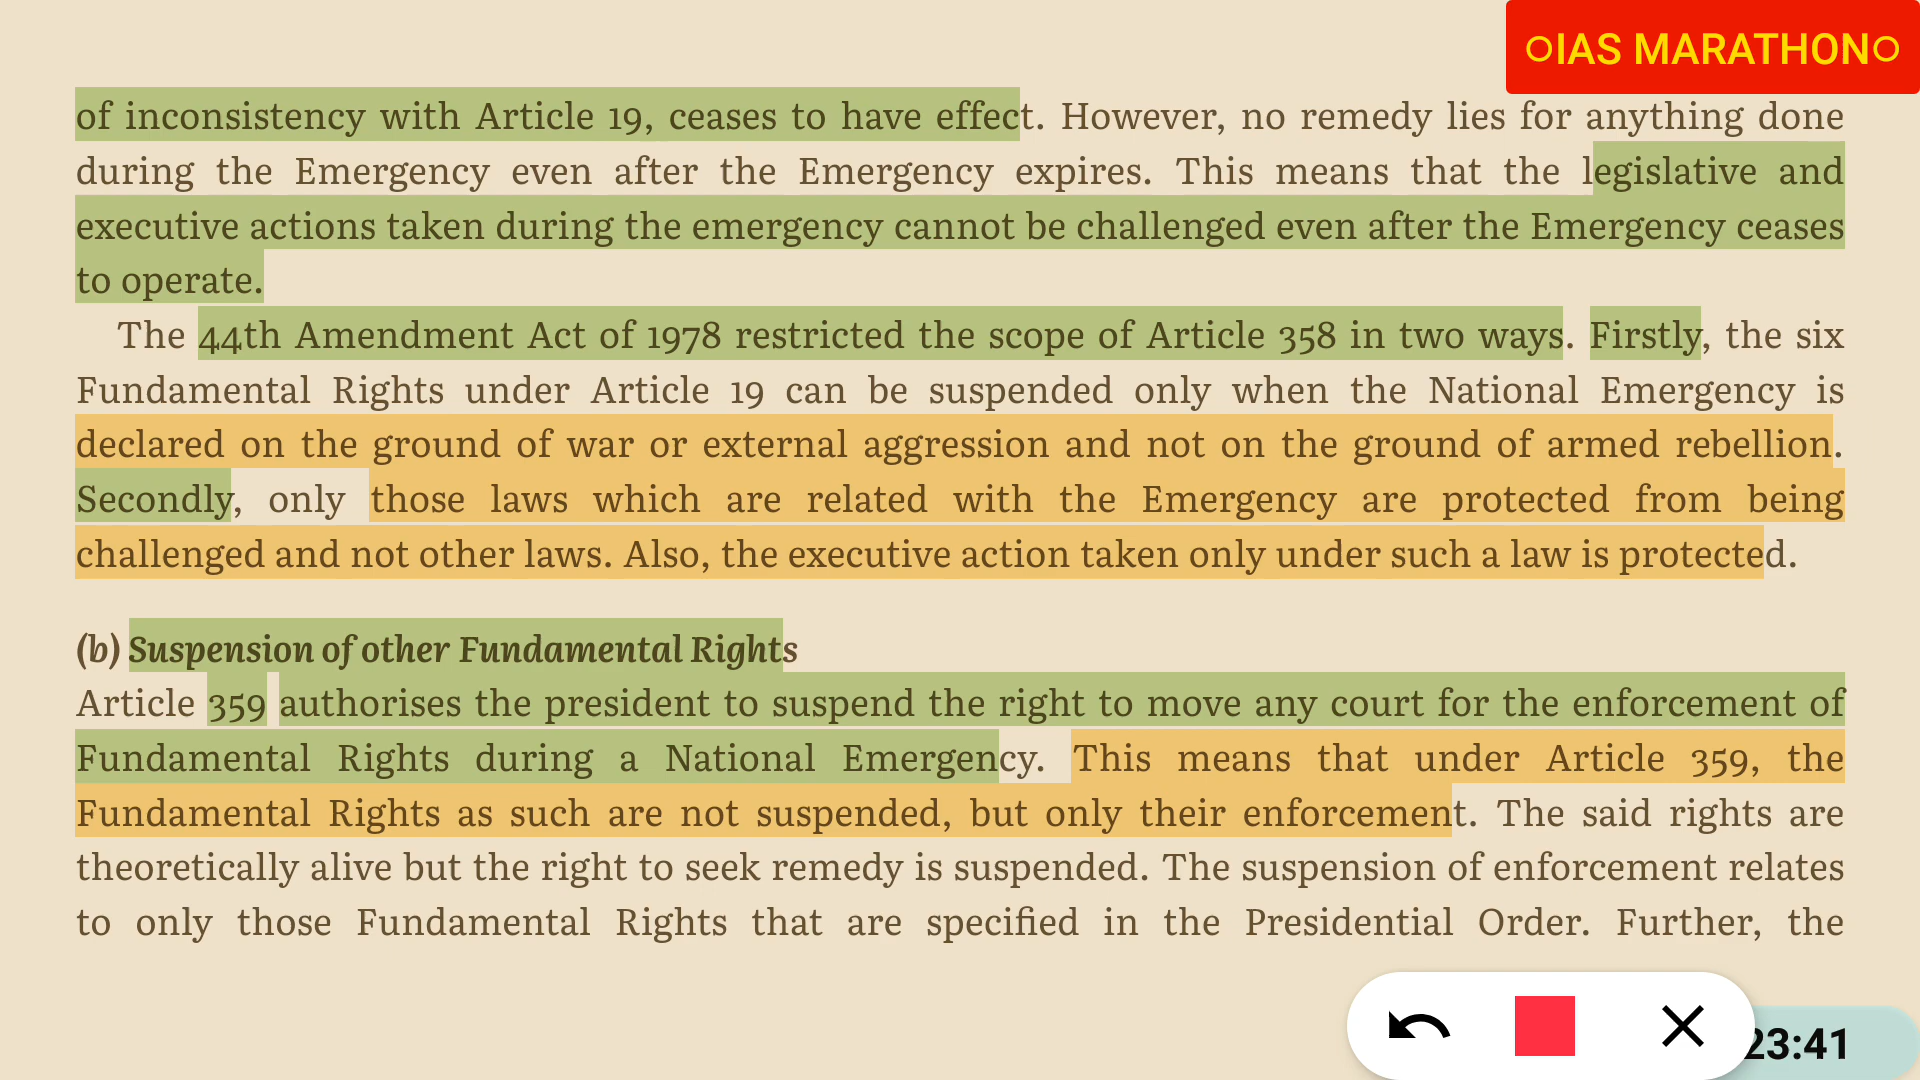 ○IAS MARATHON○
of inconsistency with Article 19, ceases to have effect. However, no remedy lies for anything done
during the Emergency even after the Emergency expires. This means that the legislative and
executive actions taken during the emergency cannot be challenged even after the Emergency ceases
to operate.
The 44th Amendment Act of 1978 restricted the scope of Article 358 in two ways. Firstly, the six
Fundamental Rights under Article 19 can be suspended only when the National Emergency is
declared on the ground of war or external aggression and not on the ground of armed rebellion.
Secondly, only those laws which are related with the Emergency are protected from being
challenged and not other laws. Also, the executive action taken only under such a law is protected.
(b) Suspension of other Fundamental Rights
Article 359 authorises the president to suspend the right to move any court for the enforcement of
Fundamental Rights during a National Emergency. This means that under Article 359, the
Fundamental Rights as such are not suspended, but only their enforcement. The said rights are
theoretically alive but the right to seek remedy is suspended. The suspension of enforcement relates
to only those Fundamental Rights that are specified in the Presidential Order. Further, the
23:41